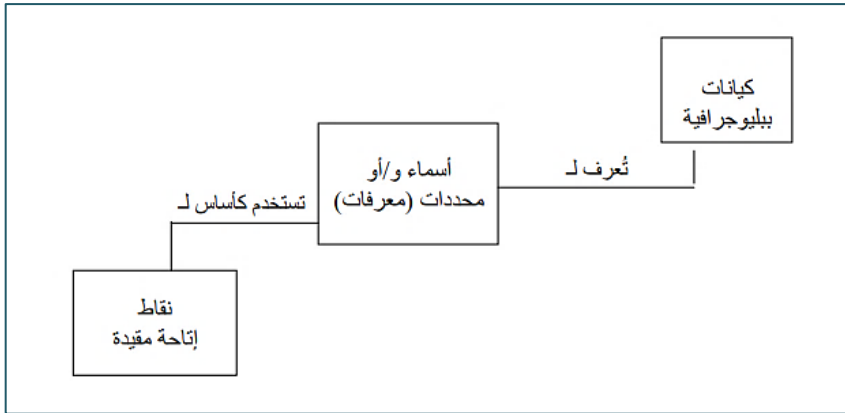 كيانات
ببليوجرافية
تُعرف لـ
أسماء و/أو
محددات (معرفات)
تستخدم كأساس لـ
نقاط
إتاحة مقيدة